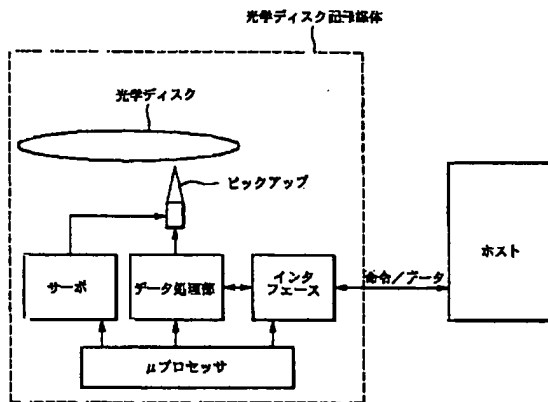 光学ディスク記録媒体
光学ディスク
ピックアップ
サーボ
データ処理部
インタ
フェース
命令/データ
ホスト
μプロセッサ